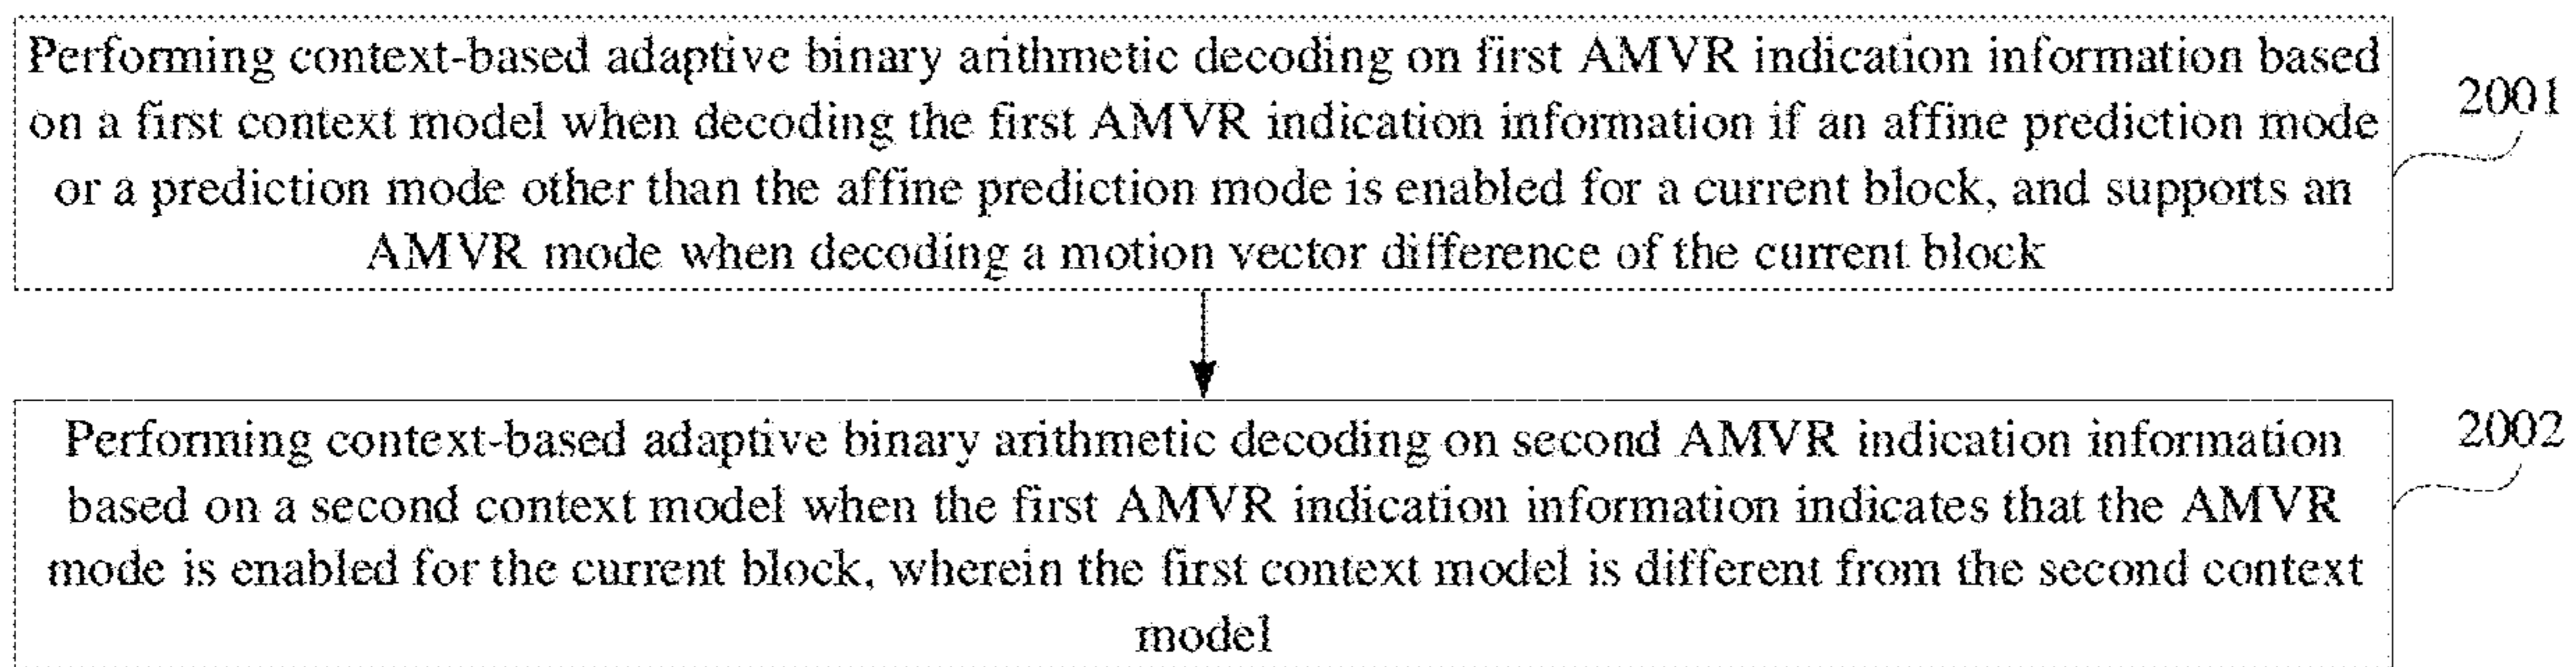 Performing context-based adaptive binary arithmetic decoding on first AMVR indication information based
on a first context model when decoding the first AMVR indication information if an affine prediction mode
or a prediction mode other than the affine prediction mode is enabled for a current block, and supports an
AMVR mode when decoding a motion vector difference of the current block
2001
Performing context-based adaptive binary arithmetic decoding on second AMVR indication information
based on a second context model when the first AMVR indication information indicates that the AMVR
mode is enabled for the current block, wherein the first context model is different from the second context
model
2002